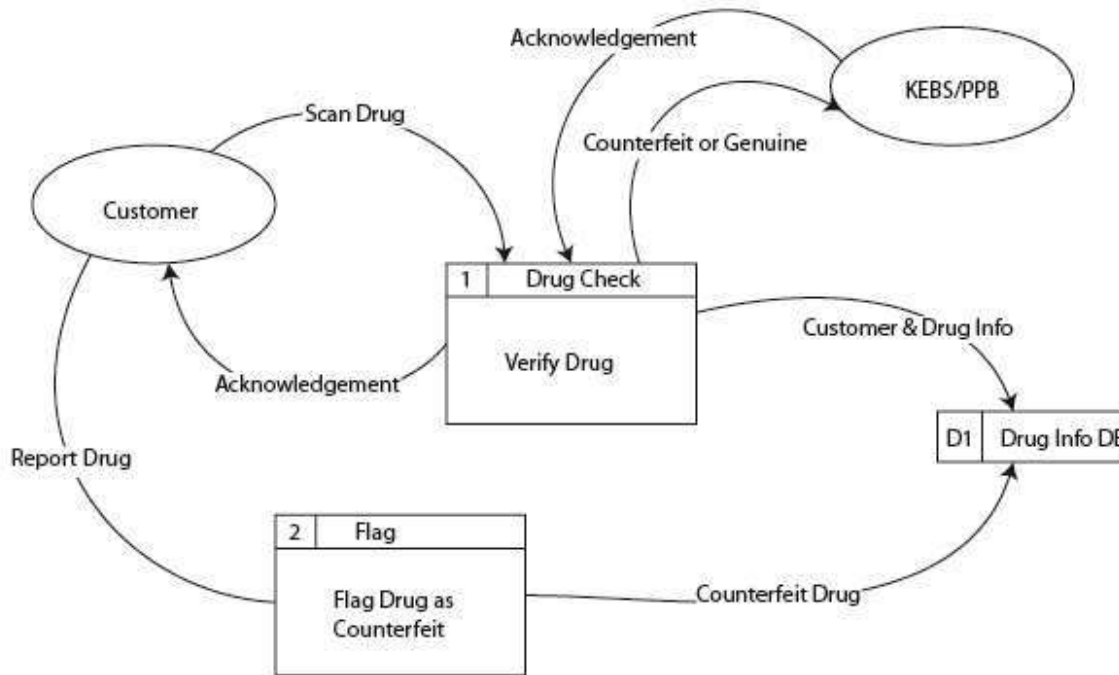 Acknowledgement
KEBS/PPB
Scan Drug
Counterfeit or Genuine
Customer
1 Drug Check
Verify Drug
Customer & Drug Info
Acknowledgement
D1 Drug Info
Report Drug
2 Flag
Flag Drug as
Counterfeit
Counterfeit Drug